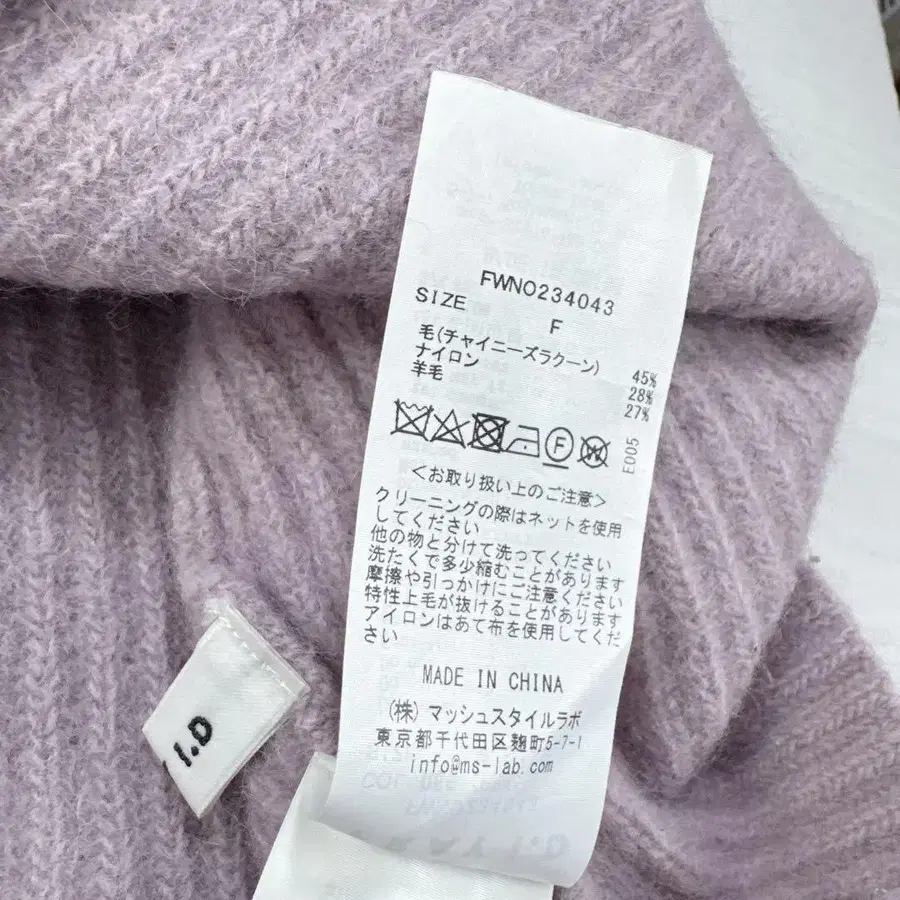 FWNO234043
SIZE
F
毛(チャイニーズラクーン) 45%
ナイロン 28%
羊毛 27%
F
W
E005
<お取り扱い上のご注意>
クリーニングの際はネットを使用
してください
他の物と分けて洗ってください
洗たくで多少縮むことがあります
摩擦や引っかけにご注意ください
特性上毛が抜けることがあります
アイロンはあて布を使用してくだ
さい
MADE IN CHINA
(株) マッシュスタイルラボ
東京都千代田区麹町5-7-1
info@ms-lab.com
I.D